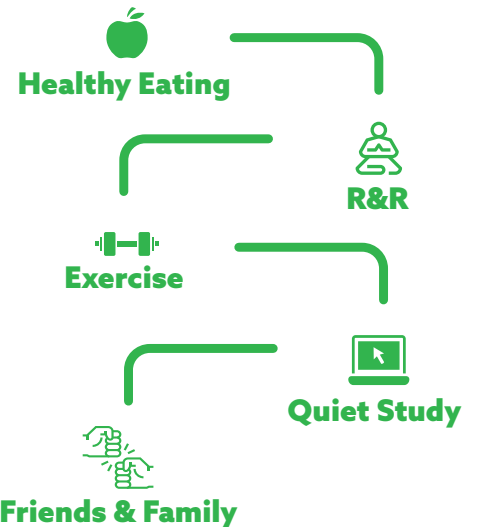 Healthy Eating
R&R
Exercise
Quiet Study
Friends & Family